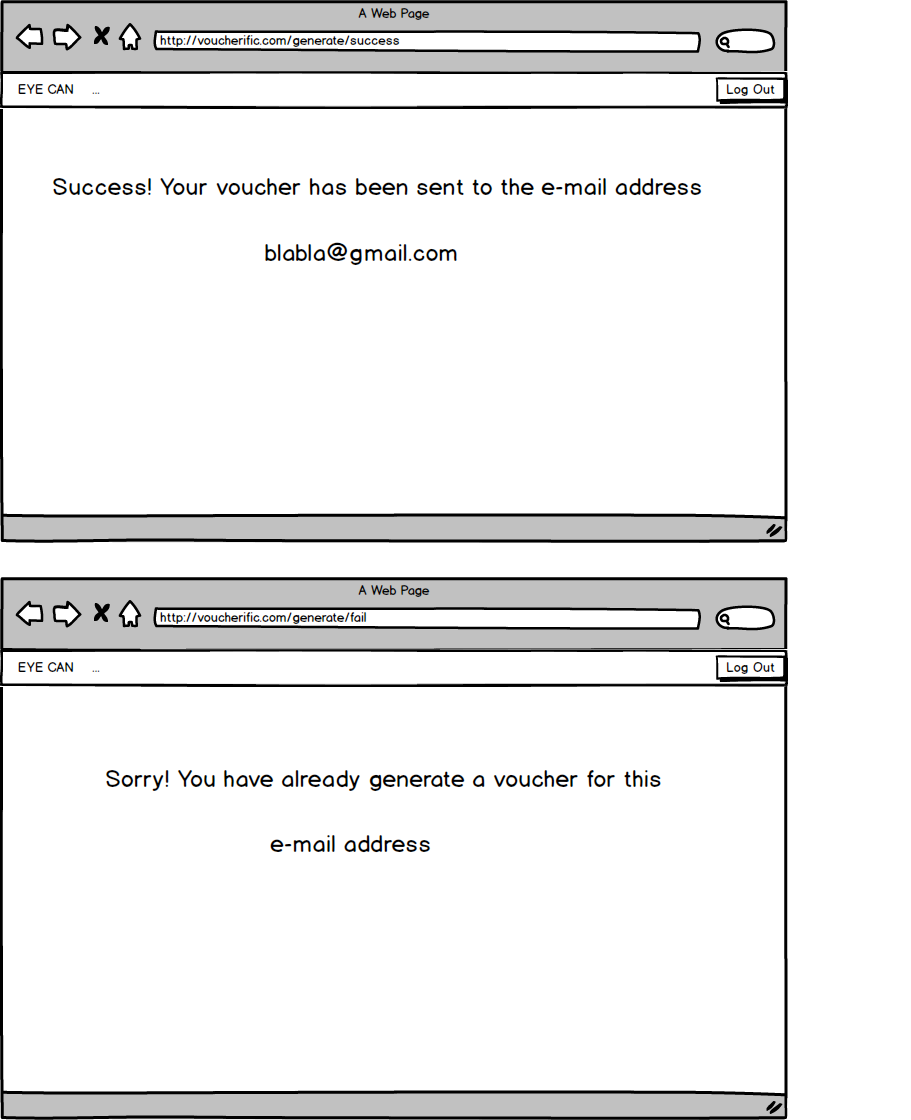 A Web Page
http://voucherific.com/generate/success
EYE CAN ... Log Out
Success! Your voucher has been sent to the e-mail address
blabla@gmail.com
A Web Page
http://voucherific.com/generate/fail
EYE CAN ... Log Out
Sorry! You have already generate a voucher for this
e-mail address